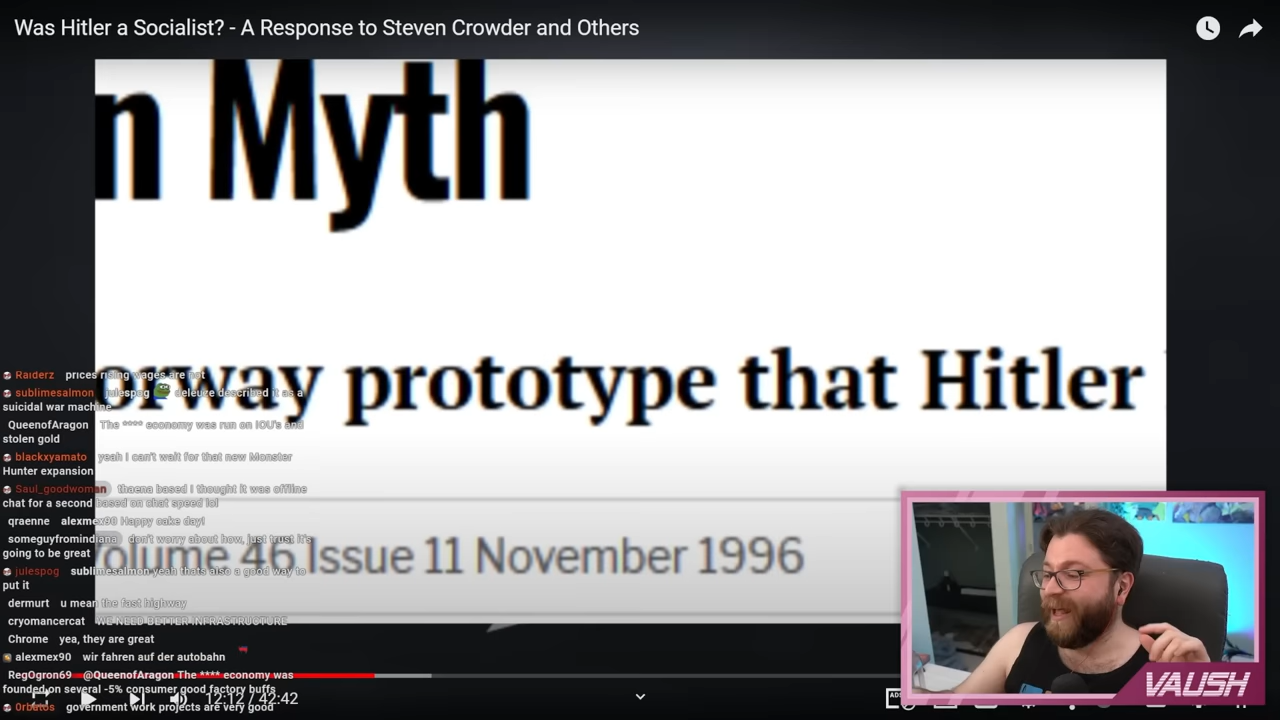 Was Hitler a Socialist? - A Response to Steven Crowder and Others
n Myth
orway prototype that Hitler
Volume 46 Issue 11 November 1996
Raiderz prices rising wages are not
sublimesalmon julespog deleuze described it as a
suicidal war machine
QueenofAragon The **** economy was run on IOU's and
stolen gold
blackxyamato yeah I can't wait for that new Monster
Hunter expansion
Saul_goodwoman thaena based I thought it was offline
chat for a second based on chat speed lol
qraenne alexmex90 Happy cake day!
someguyfromindiana don't worry about how, just trust it's
going to be great
julespog sublimesalmon yeah thats also a good way to
put it
dermurt u mean the fast highway
cryomancercat WE NEED BETTER INFRASTRUCTURE
Chrome yea, they are great
alexmex90 wir fahren auf der autobahn
RegOgron69 @QueenofAragon The **** economy was
founded on several -5% consumer good factory buffs
12:12 / 42:42
0rbitos government work projects are very good
VAUSH